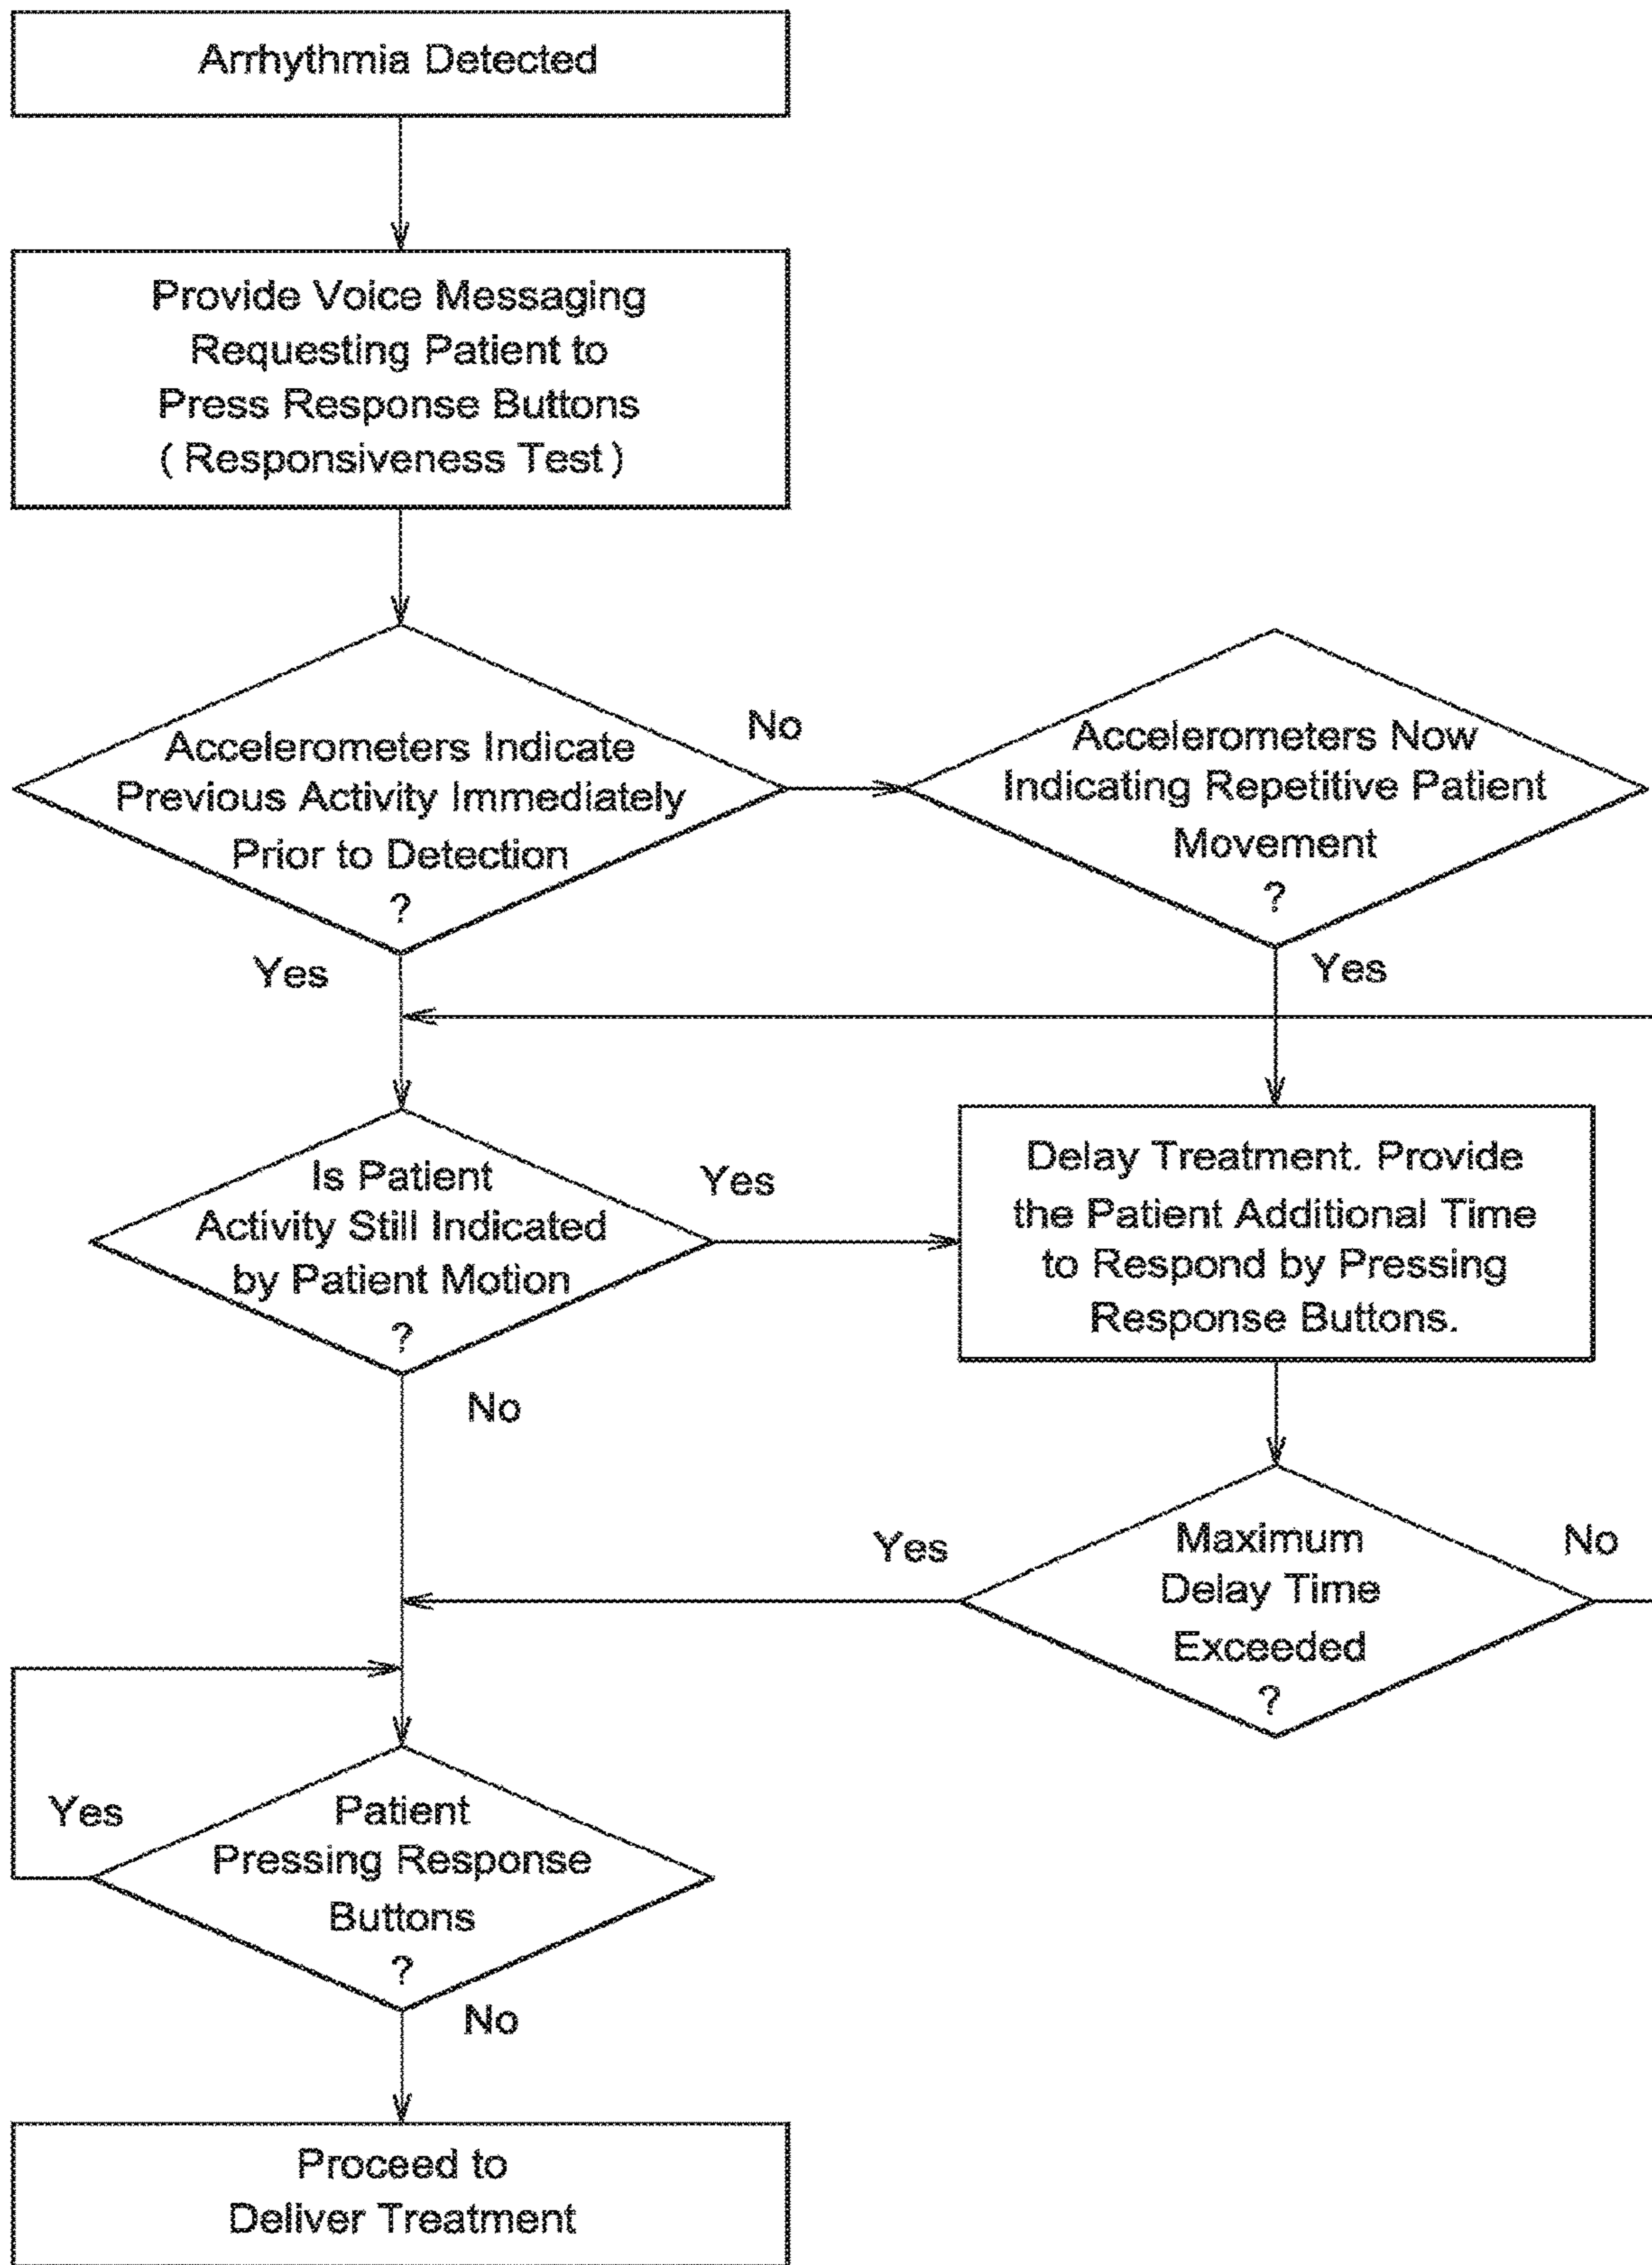 Arrhythmia Detected
Provide Voice Messaging
Requesting Patient to
Press Response Buttons
( Responsiveness Test )
Accelerometers Indicate
Previous Activity Immediately
Prior to Detection
?
No
Accelerometers Now
Indicating Repetitive Patient
Movement
?
Yes
Yes
Is Patient
Activity Still Indicated
by Patient Motion
?
Yes
No
Delay Treatment. Provide
the Patient Additional Time
to Respond by Pressing
Response Buttons.
Maximum
Delay Time
Exceeded
?
Yes
No
Patient
Pressing Response
Buttons
?
Yes
No
Proceed to
Deliver Treatment